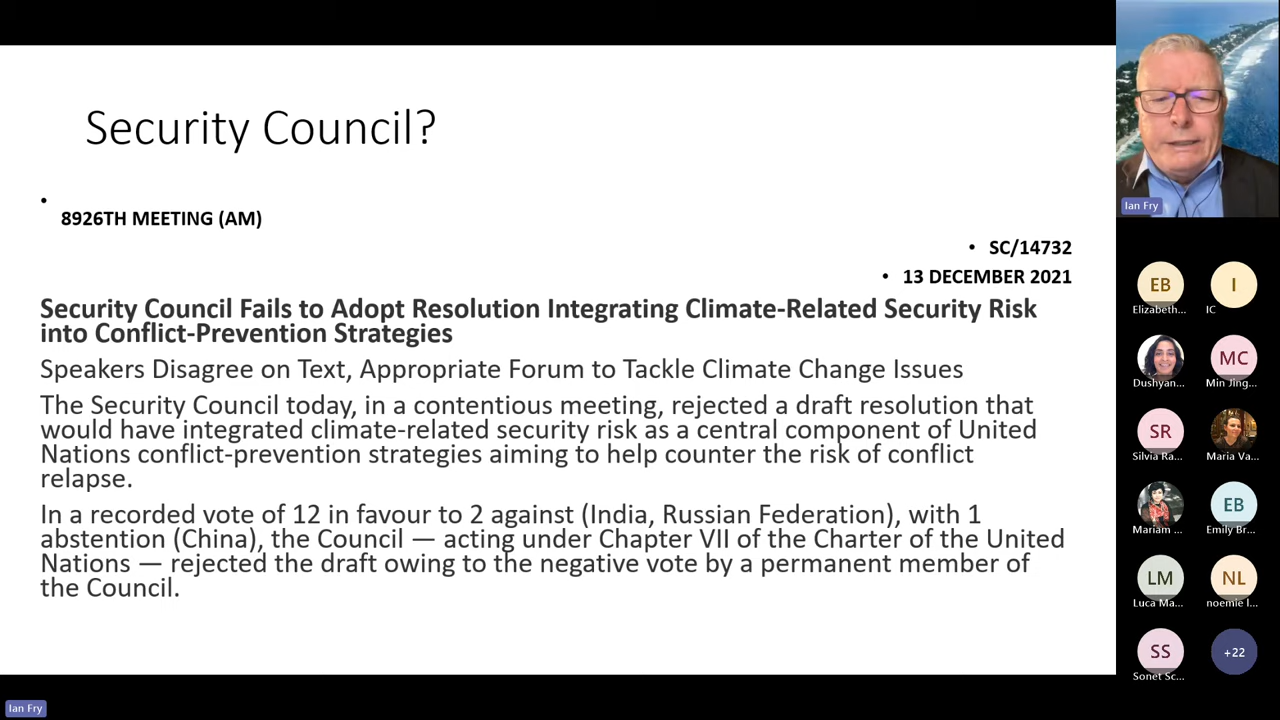 Security Council?
•
8926TH MEETING (AM)
• SC/14732
• 13 DECEMBER 2021
Security Council Fails to Adopt Resolution Integrating Climate-Related Security Risk
into Conflict-Prevention Strategies
Speakers Disagree on Text, Appropriate Forum to Tackle Climate Change Issues
The Security Council today, in a contentious meeting, rejected a draft resolution that
would have integrated climate-related security risk as a central component of United
Nations conflict-prevention strategies aiming to help counter the risk of conflict
relapse.
In a recorded vote of 12 in favour to 2 against (India, Russian Federation), with 1
abstention (China), the Council — acting under Chapter VII of the Charter of the United
Nations — rejected the draft owing to the negative vote by a permanent member of
the Council.
Ian Fry
EB
I
Elizabeth...
IC
MC
Dushyan...
Min Jing...
SR
Silvia Ra...
Maria Va...
EB
Mariam ...
Emily Br...
LM
NL
Luca Ma...
noemie l...
SS
+22
Sonet Sc...
Ian Fry